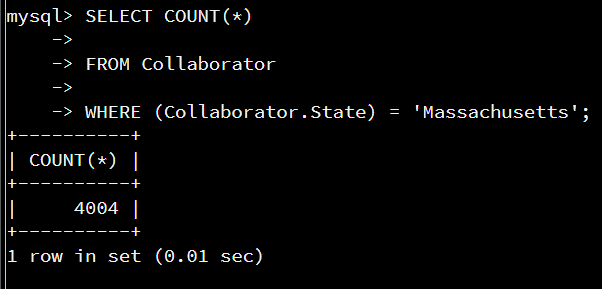 mysql> SELECT COUNT(*)
    ->
    -> FROM Collaborator
    ->
    -> WHERE (Collaborator.State) = 'Massachusetts';
+----------+
| COUNT(*) |
+----------+
|     4004 |
+----------+
1 row in set (0.01 sec)